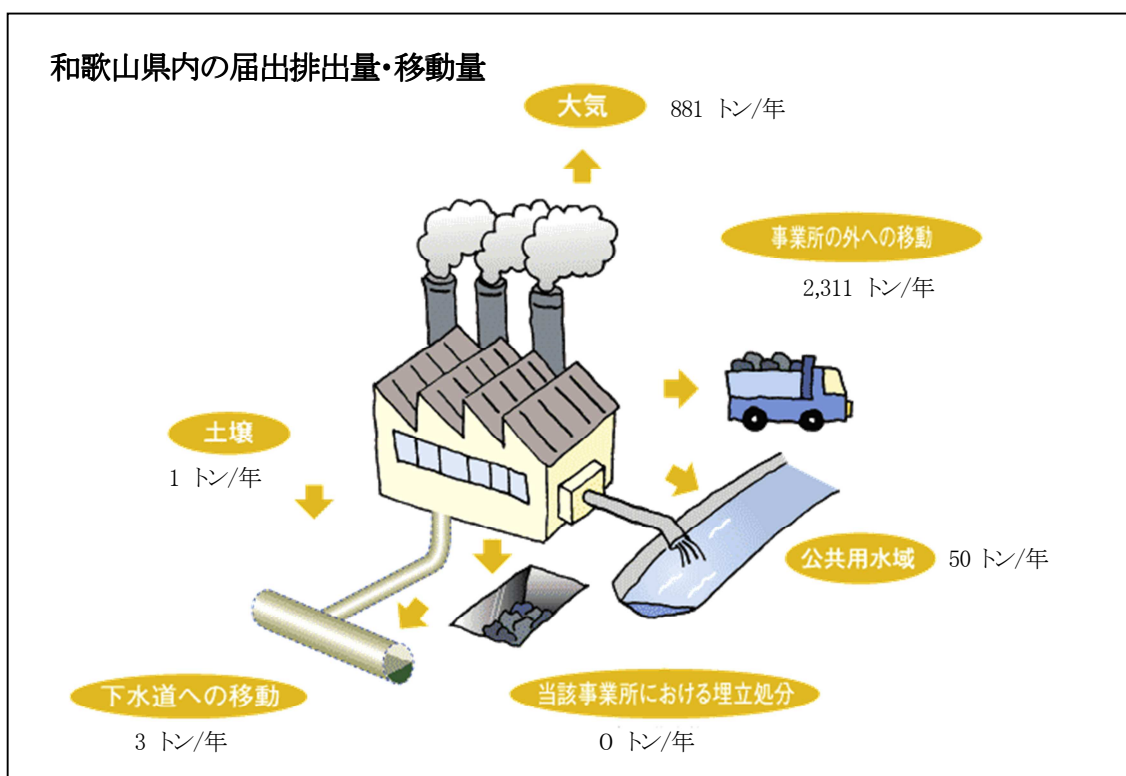 和歌山県内の届出排出量・移動量
大気
881 トン/年
事業所の外への移動
2,311 トン/年
土壌
1 トン/年
公共用水域
50 トン/年
下水道への移動
3 トン/年
当該事業所における埋立処分
0 トン/年